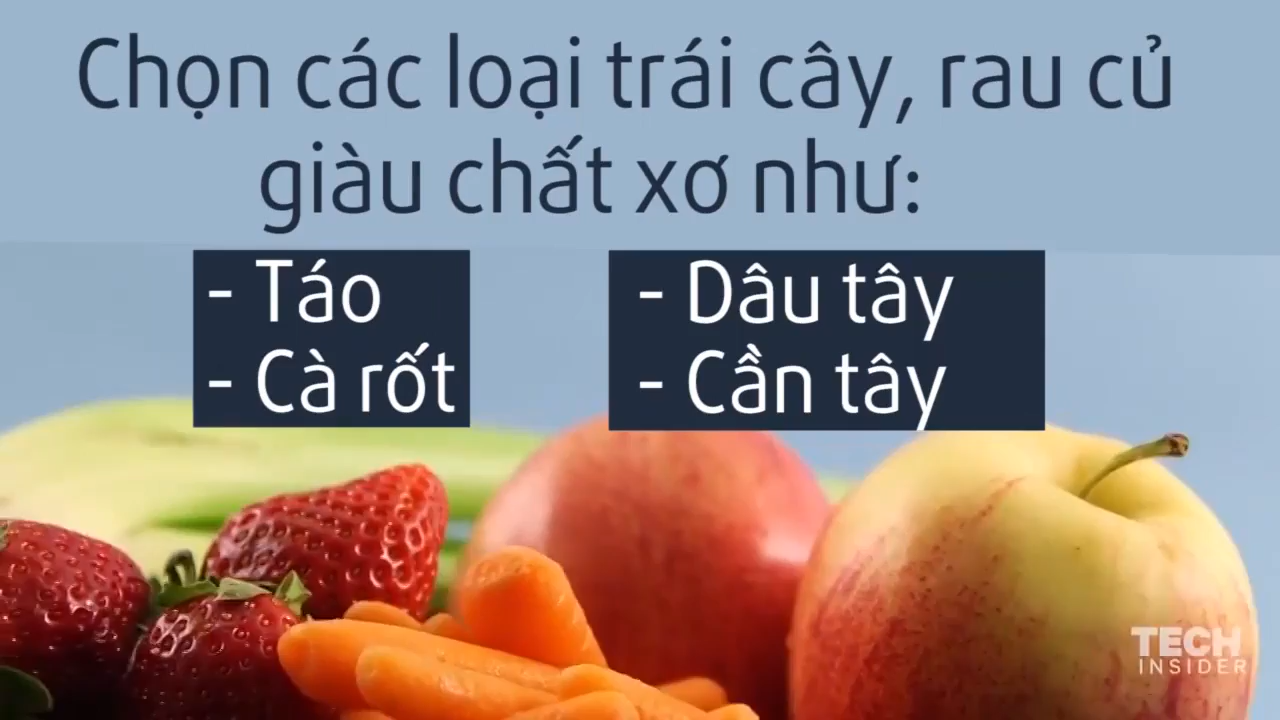 Chọn các loại trái cây, rau củ
giàu chất xơ như:
- Táo
- Cà rốt
- Dâu tây
- Cần tây
TECH
INSIDER